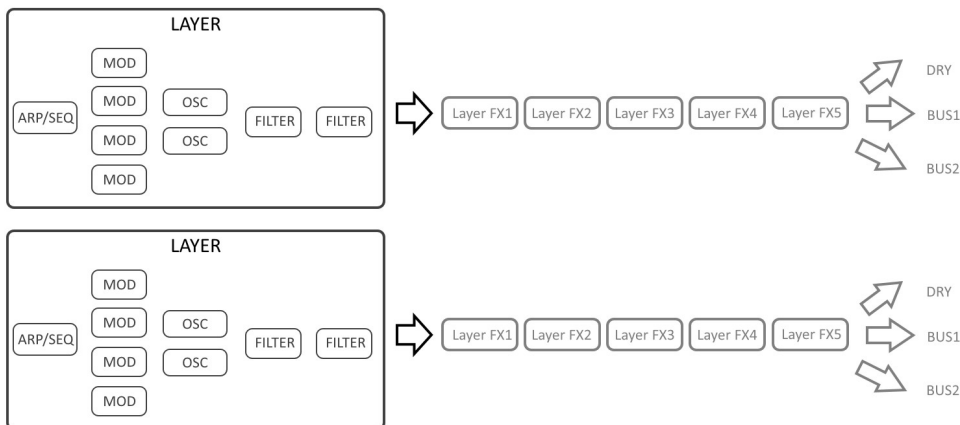 LAYER
MOD
MOD
MOD
MOD
ARP/SEQ
OSC
OSC
FILTER
FILTER
Layer FX1
Layer FX2
Layer FX3
Layer FX4
Layer FX5
DRY
BUS1
BUS2
LAYER
MOD
MOD
MOD
MOD
ARP/SEQ
OSC
OSC
FILTER
FILTER
Layer FX1
Layer FX2
Layer FX3
Layer FX4
Layer FX5
DRY
BUS1
BUS2